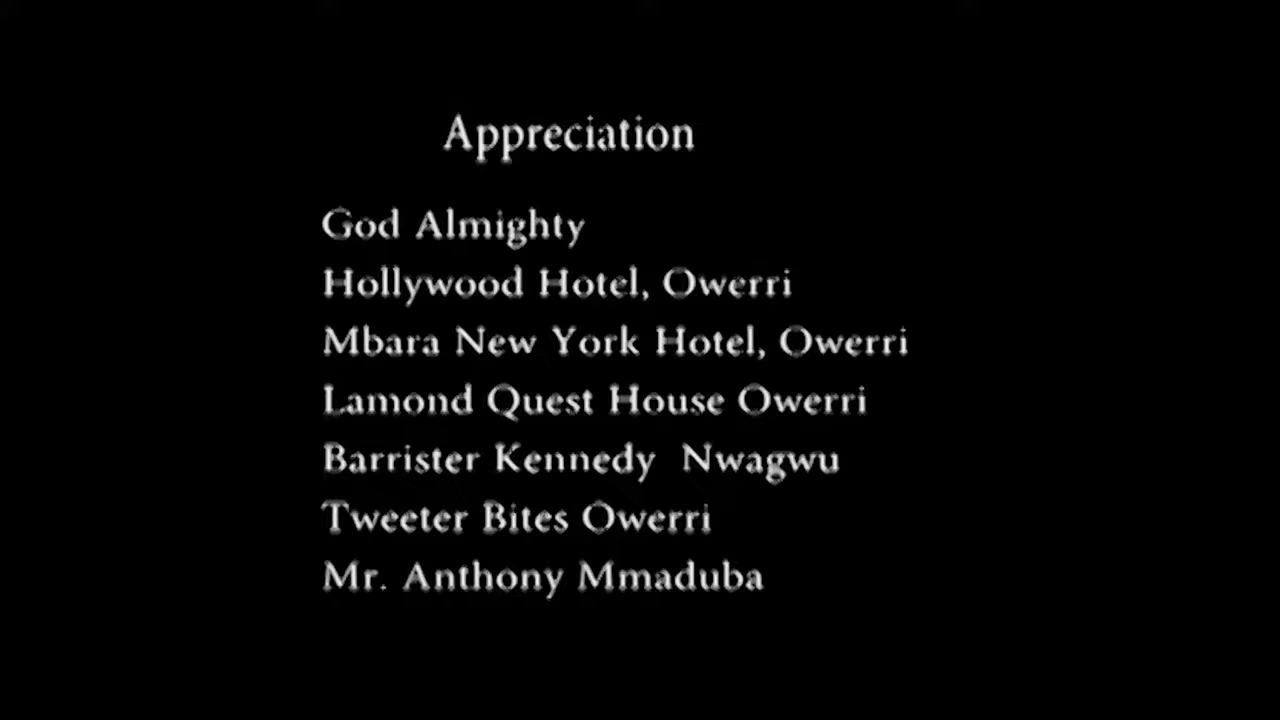 Appreciation
God Almighty
Hollywood Hotel, Owerri
Mbara New York Hotel, Owerri
Lamond Quest House Owerri
Barrister Kennedy Nwagwu
Tweeter Bites Owerri
Mr. Anthony Mmaduba